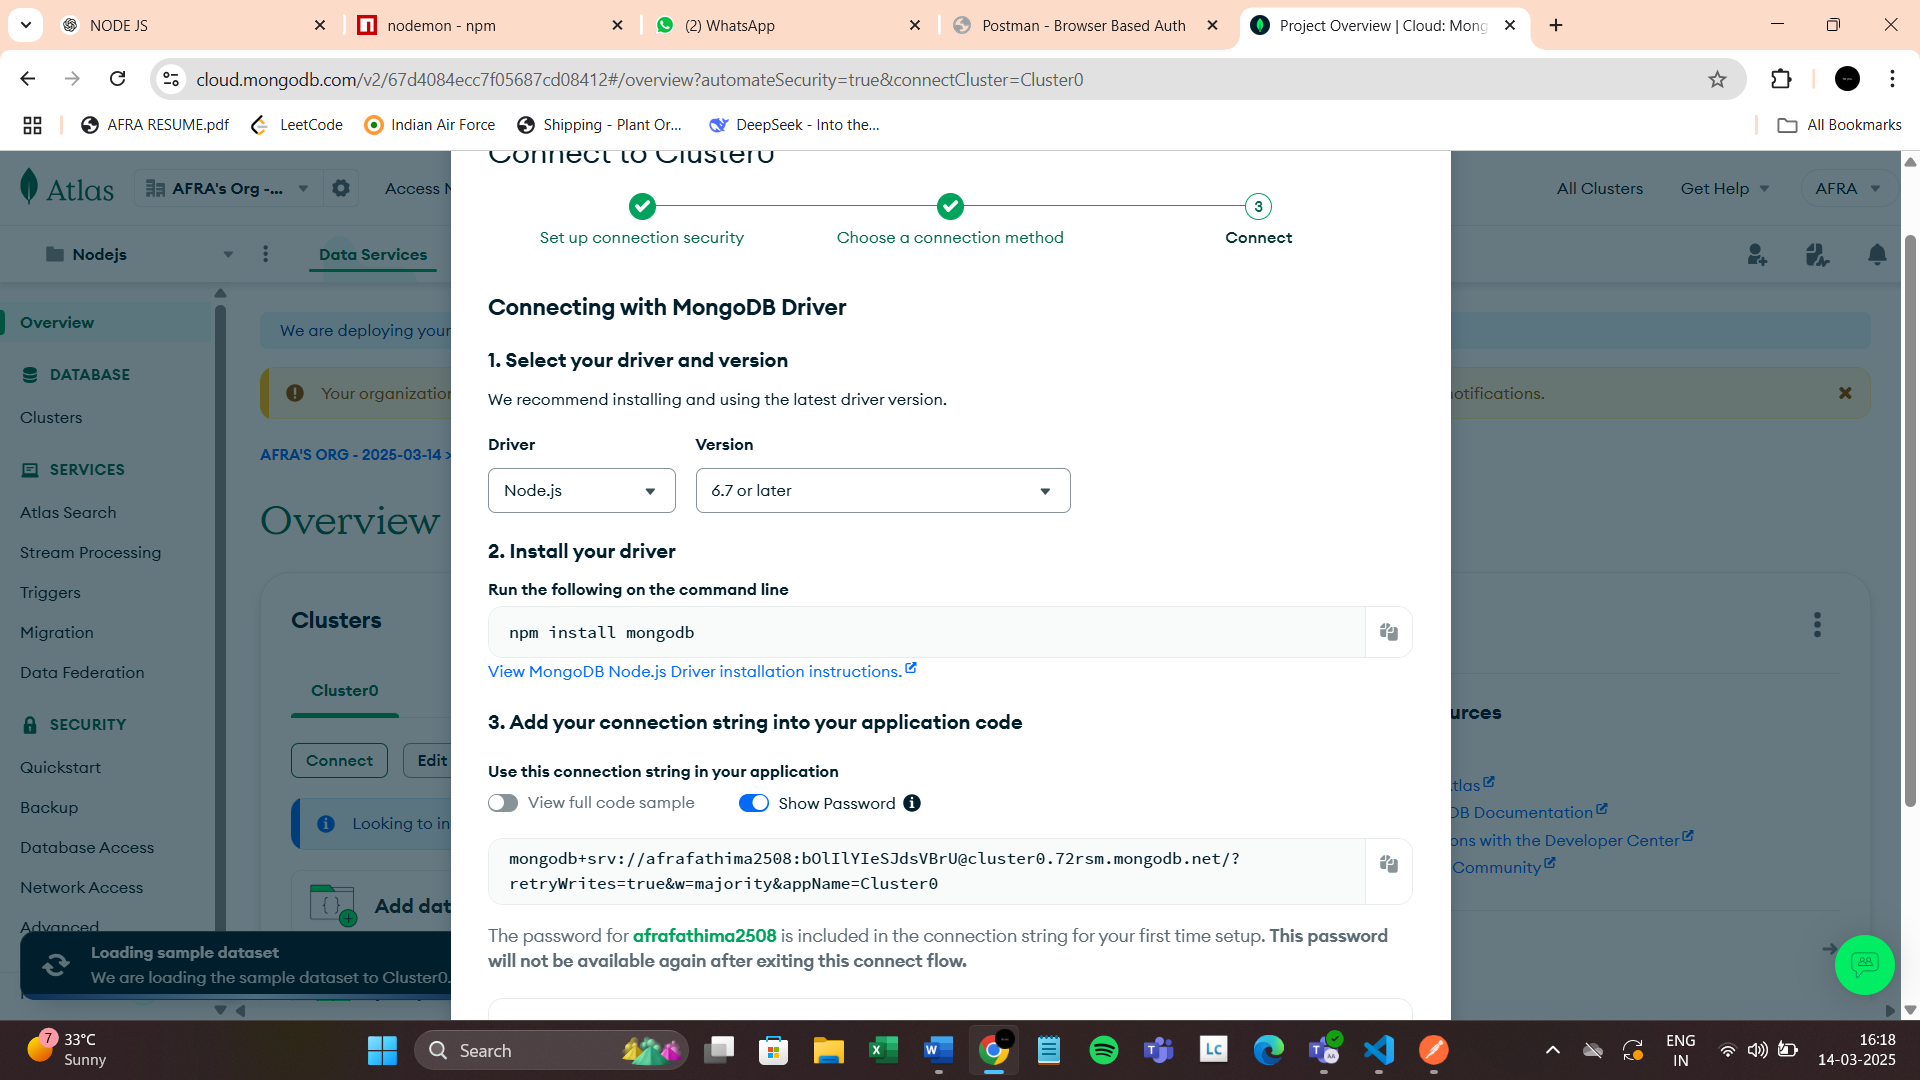 NODE JS
nodemon - npm
(2) WhatsApp
Postman - Browser Based Auth
Project Overview | Cloud: Mong
cloud.mongodb.com/v2/67d4084ecc7f05687cd08412#/overview?automateSecurity=true&connectCluster=Cluster0
AFRA RESUME.pdf
LeetCode
Indian Air Force
Shipping - Plant Or...
DeepSeek - Into the...
All Bookmarks
Connect to Cluster0
Atlas
AFRA's Org -...
Access
All Clusters
Get Help
AFRA
Set up connection security
Choose a connection method
3
Connect
Nodejs
Data Services
Overview
DATABASE
Clusters
SERVICES
Atlas Search
Stream Processing
Triggers
Migration
Data Federation
SECURITY
Quickstart
Backup
Database Access
Network Access
Advanced
We are deploying your
Your organization
AFRA'S ORG - 2025-03-14 >
Overview
Clusters
Cluster0
Connect
Edit
Looking to in
Add dat
Loading sample dataset
We are loading the sample dataset to Cluster0.
Connecting with MongoDB Driver
1. Select your driver and version
We recommend installing and using the latest driver version.
Driver
Version
Node.js
6.7 or later
2. Install your driver
Run the following on the command line
npm install mongodb
View MongoDB Node.js Driver installation instructions.
3. Add your connection string into your application code
Use this connection string in your application
View full code sample
Show Password
mongodb+srv://afrafathima2508:bOlIlYIeSJdsVBrU@cluster0.72rsm.mongodb.net/?
retryWrites=true&w=majority&appName=Cluster0
The password for afrafathima2508 is included in the connection string for your first time setup. This password
will not be available again after exiting this connect flow.
notifications.
urces
tlas
DB Documentation
ons with the Developer Center
Community
7
33°C
Sunny
Search
LC
ENG
IN
16:18
14-03-2025